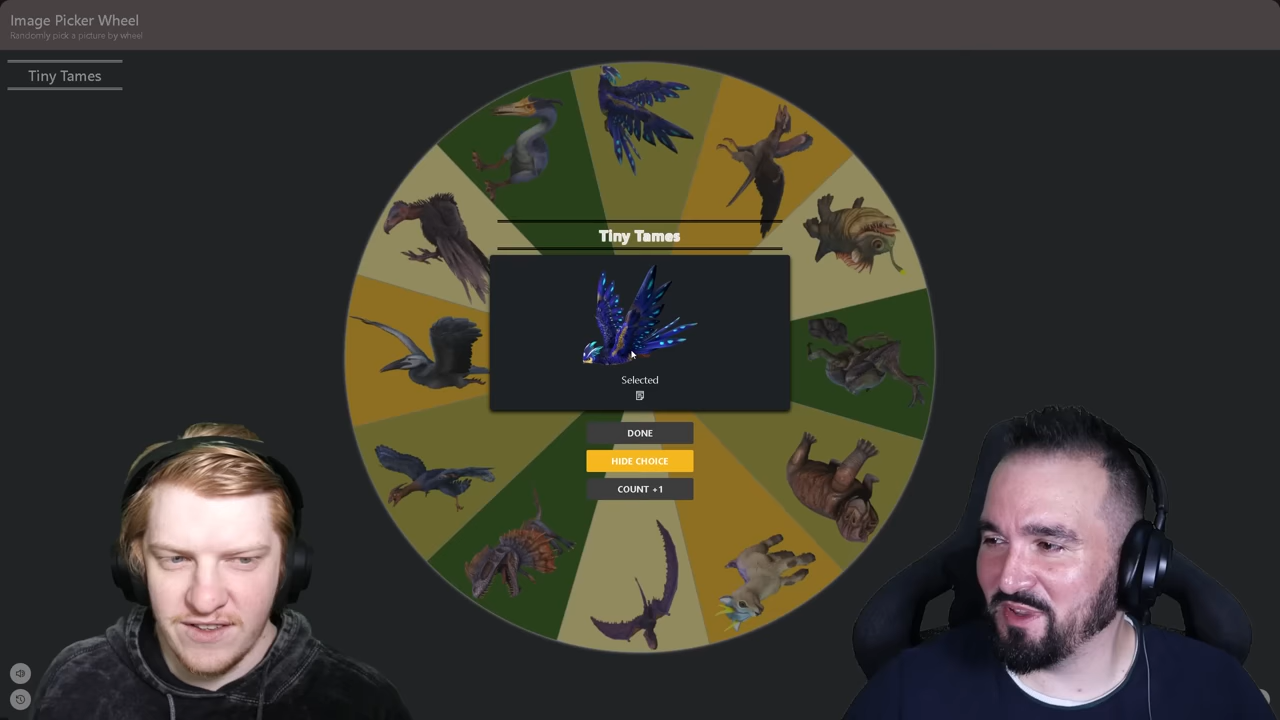 Image Picker Wheel
Randomly pick a picture by wheel
Tiny Tames
Tiny Tames
Selected
DONE
HIDE CHOICE
COUNT +1